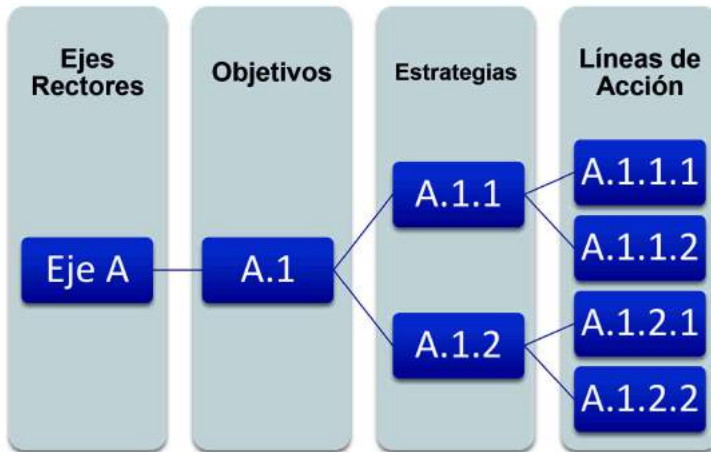 Ejes
Rectores
Objetivos
Estrategias
Líneas de
Acción
Eje A
A.1
A.1.1
A.1.2
A.1.1.1
A.1.1.2
A.1.2.1
A.1.2.2